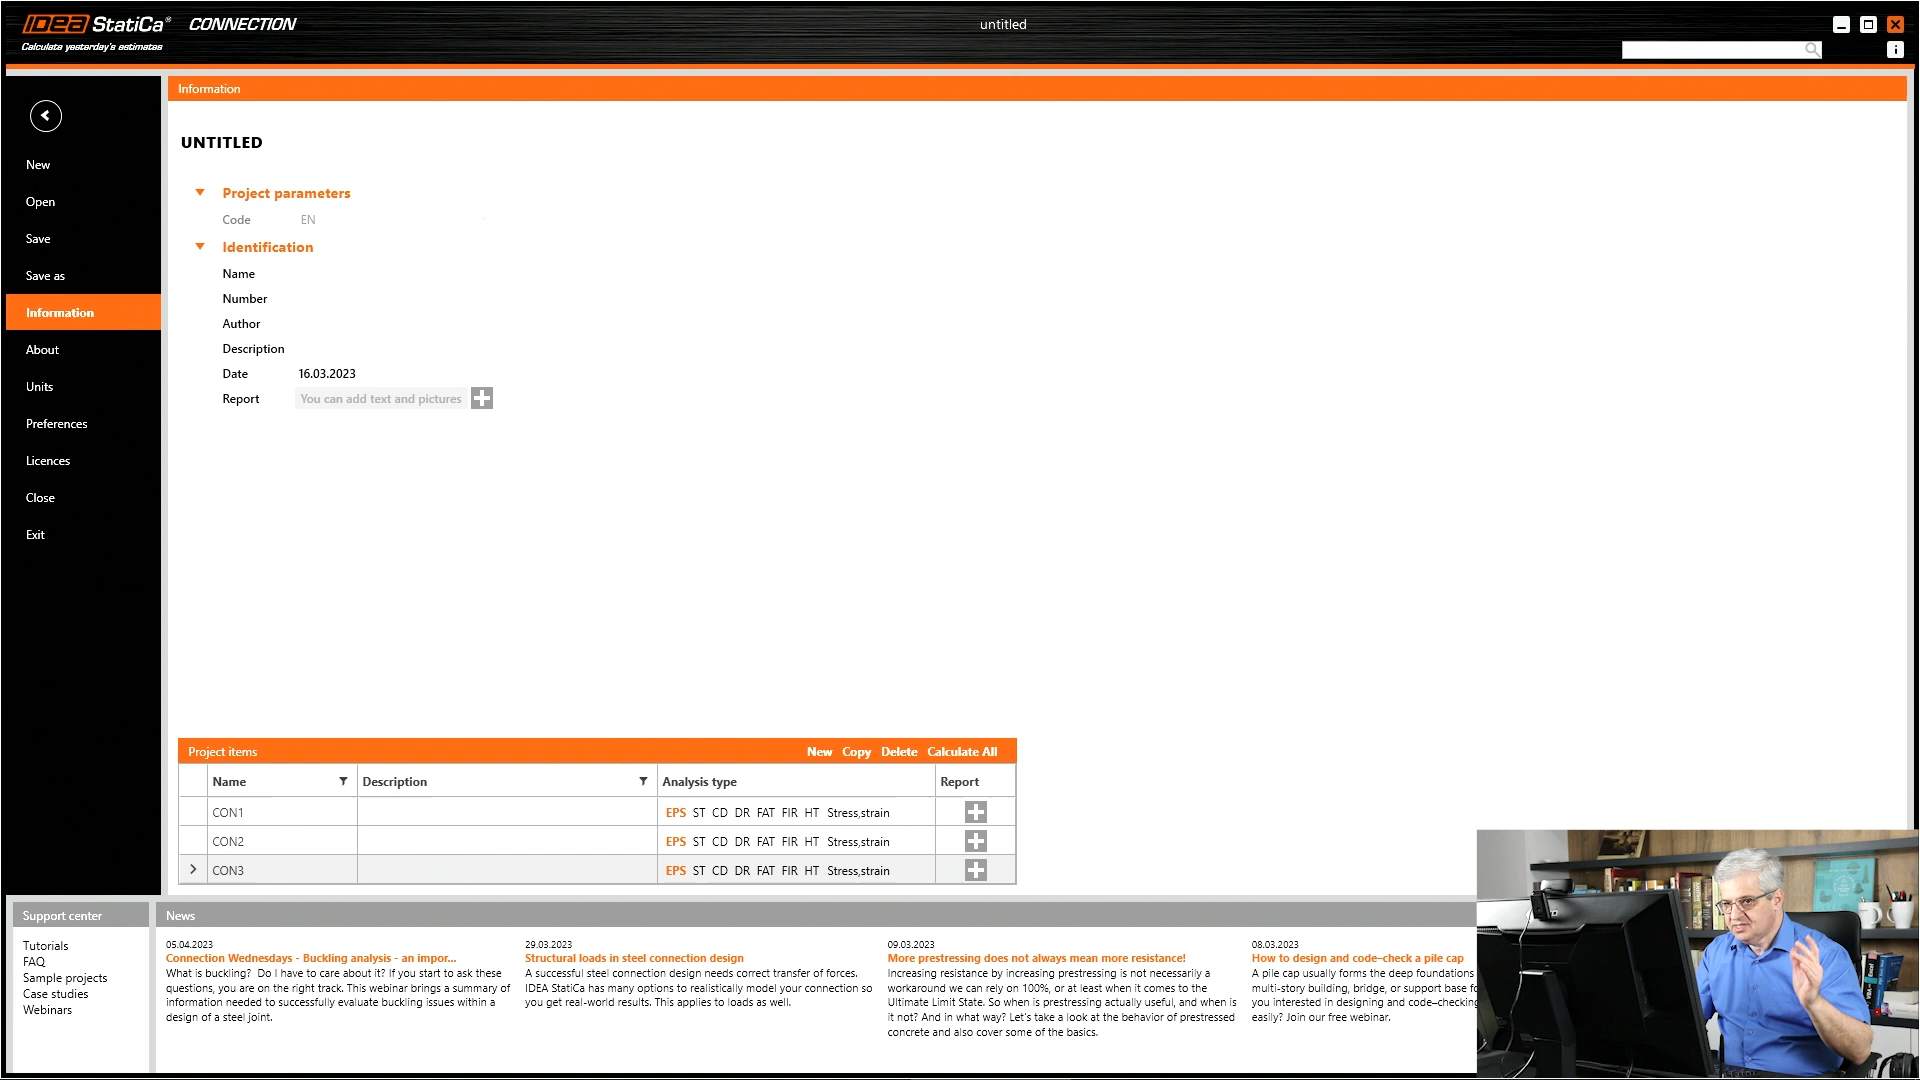 IDEA StatiCa® CONNECTION
Calculate yesterday's estimates
untitled
i
Information
New
Open
Save
Save as
Information
About
Units
Preferences
Licences
Close
Exit
UNTITLED
Project parameters
Code EN
Identification
Name
Number
Author
Description
Date 16.03.2023
Report You can add text and pictures
Project items New Copy Delete Calculate All
Name Description Analysis type Report
CON1 EPS ST CD DR FAT FIR HT Stress,strain
CON2 EPS ST CD DR FAT FIR HT Stress,strain
CON3 EPS ST CD DR FAT FIR HT Stress,strain
Support center
Tutorials
FAQ
Sample projects
Case studies
Webinars
News
05.04.2023
Connection Wednesdays - Buckling analysis - an impor...
What is buckling? Do I have to care about it? If you start to ask these
questions, you are on the right track. This webinar brings a summary of
information needed to successfully evaluate buckling issues within a
design of a steel joint.
29.03.2023
Structural loads in steel connection design
A successful steel connection design needs correct transfer of forces.
IDEA StatiCa has many options to realistically model your connection so
you get real-world results. This applies to loads as well.
09.03.2023
More prestressing does not always mean more resistance!
Increasing resistance by increasing prestressing is not necessarily a
workaround we can rely on 100%, or at least when it comes to the
Ultimate Limit State. So when is prestressing actually useful, and when is
it not? And in what way? Let's take a look at the behavior of prestressed
concrete and also cover some of the basics.
08.03.2023
How to design and code–check a pile cap
A pile cap usually forms the deep foundations
multi-story building, bridge, or support base fo
you interested in designing and code–checking
easily? Join our free webinar.